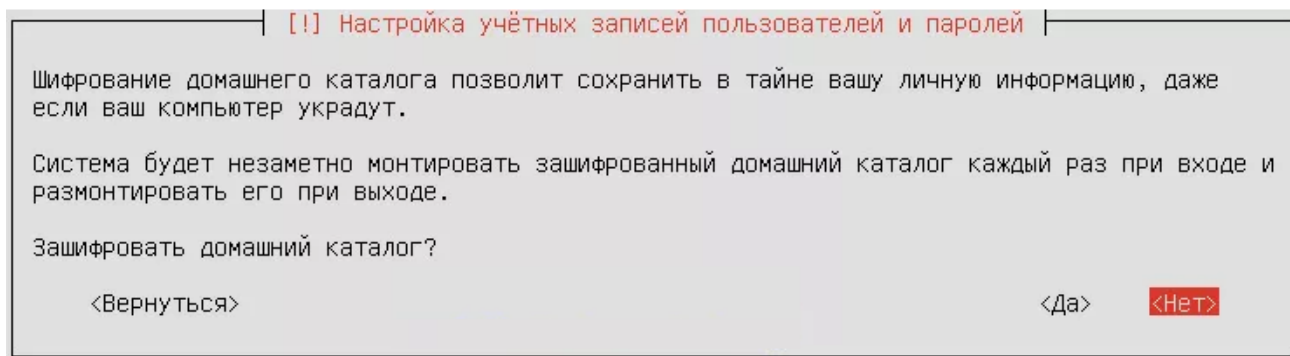 [!] Настройка учётных записей пользователей и паролей
Шифрование домашнего каталога позволит сохранить в тайне вашу личную информацию, даже
если ваш компьютер украдут.
Система будет незаметно монтировать зашифрованный домашний каталог каждый раз при входе и
размонтировать его при выходе.
Зашифровать домашний каталог?
<Вернуться> <Да> <Нет>